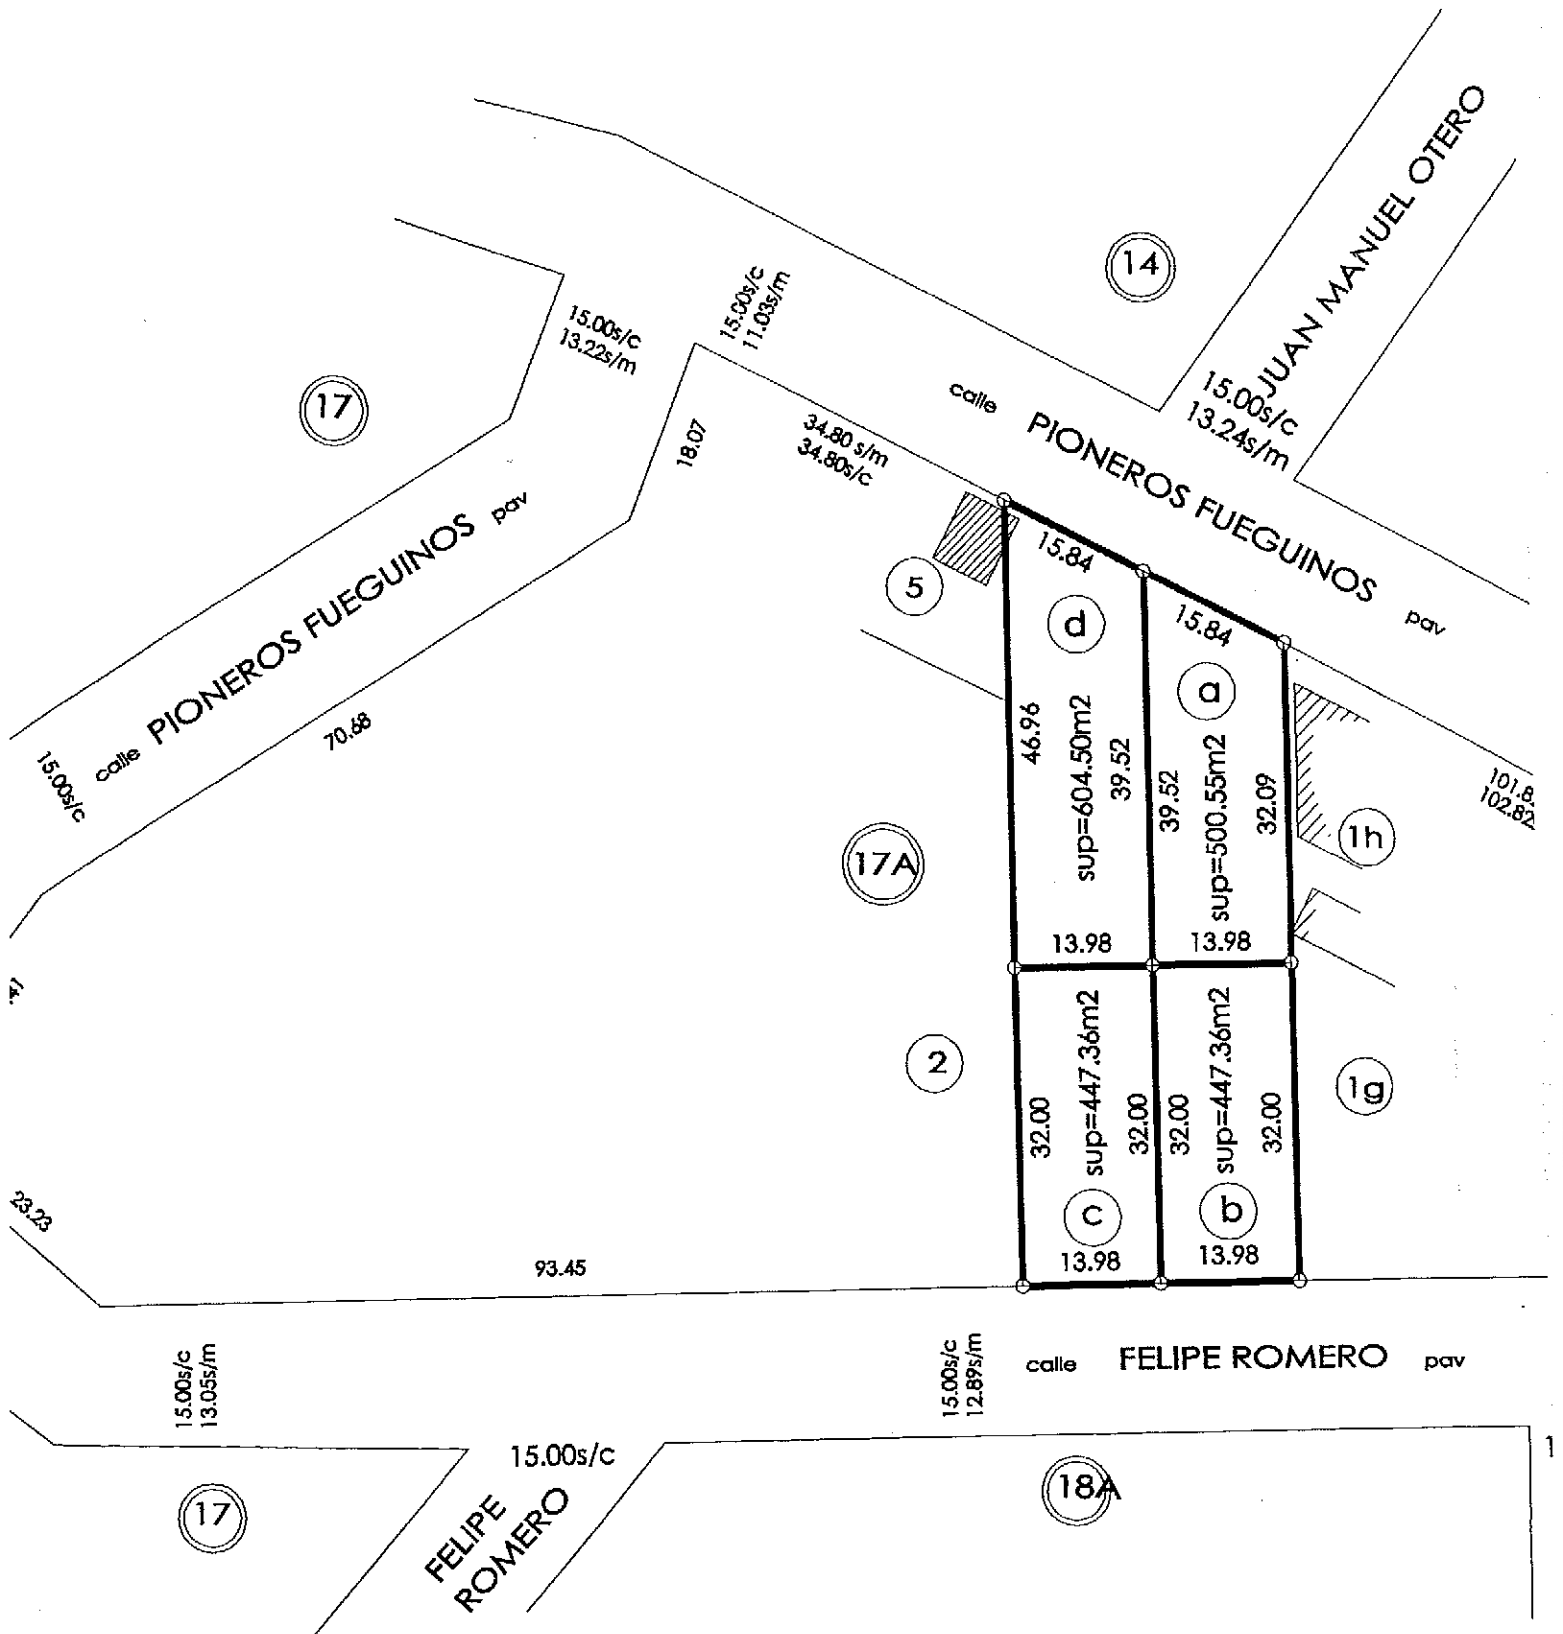 JUAN MANUEL OTERO
14
15.00s/c
11.03s/m
15.00s/c
13.22s/m
17
15.00s/c
13.24s/m
calle PIONEROS FUEGUINOS pav
34.80 s/m
34.80s/c
18.07
calle PIONEROS FUEGUINOS pav
15.00s/c
70.68
5
15.84
d
15.84
a
46.96
sup=604.50m2
39.52
39.52
sup=500.55m2
32.09
102.82
1h
17A
13.98
13.98
2
32.00
sup=447.36m2
32.00
32.00
sup=447.36m2
32.00
1g
c
b
13.98
13.98
23.23
93.45
15.00s/c
13.05s/m
15.00s/c
12.89s/m
calle FELIPE ROMERO pav
15.00s/c
17
FELIPE
ROMERO
18A